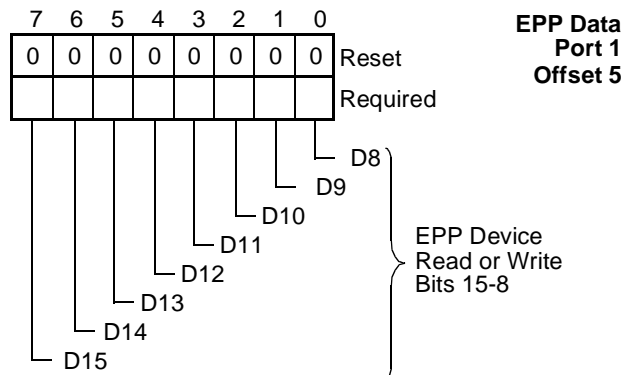 7 6 5 4 3 2 1 0
EPP Data
Port 1
Offset 5
0 0 0 0 0 0 0 0 Reset
Required
D8
D9
D10
D11
D12
D13
D14
D15
EPP Device
Read or Write
Bits 15-8